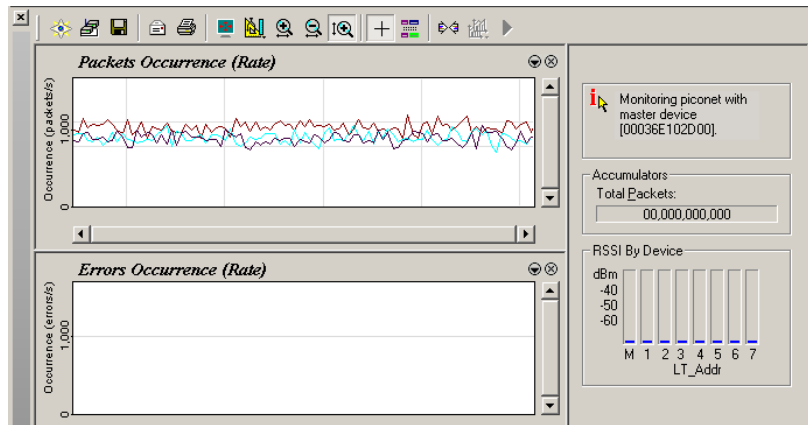 Packets Occurrence (Rate)
Occurrence (packets/s)
1,000
0
Errors Occurrence (Rate)
Occurrence (errors/s)
1,000
0
Monitoring piconet with
master device
[00036E102D00].
Accumulators
Total Packets:
00,000,000,000
RSSI By Device
dBm
-40
-50
-60
M 1 2 3 4 5 6 7
LT_Addr